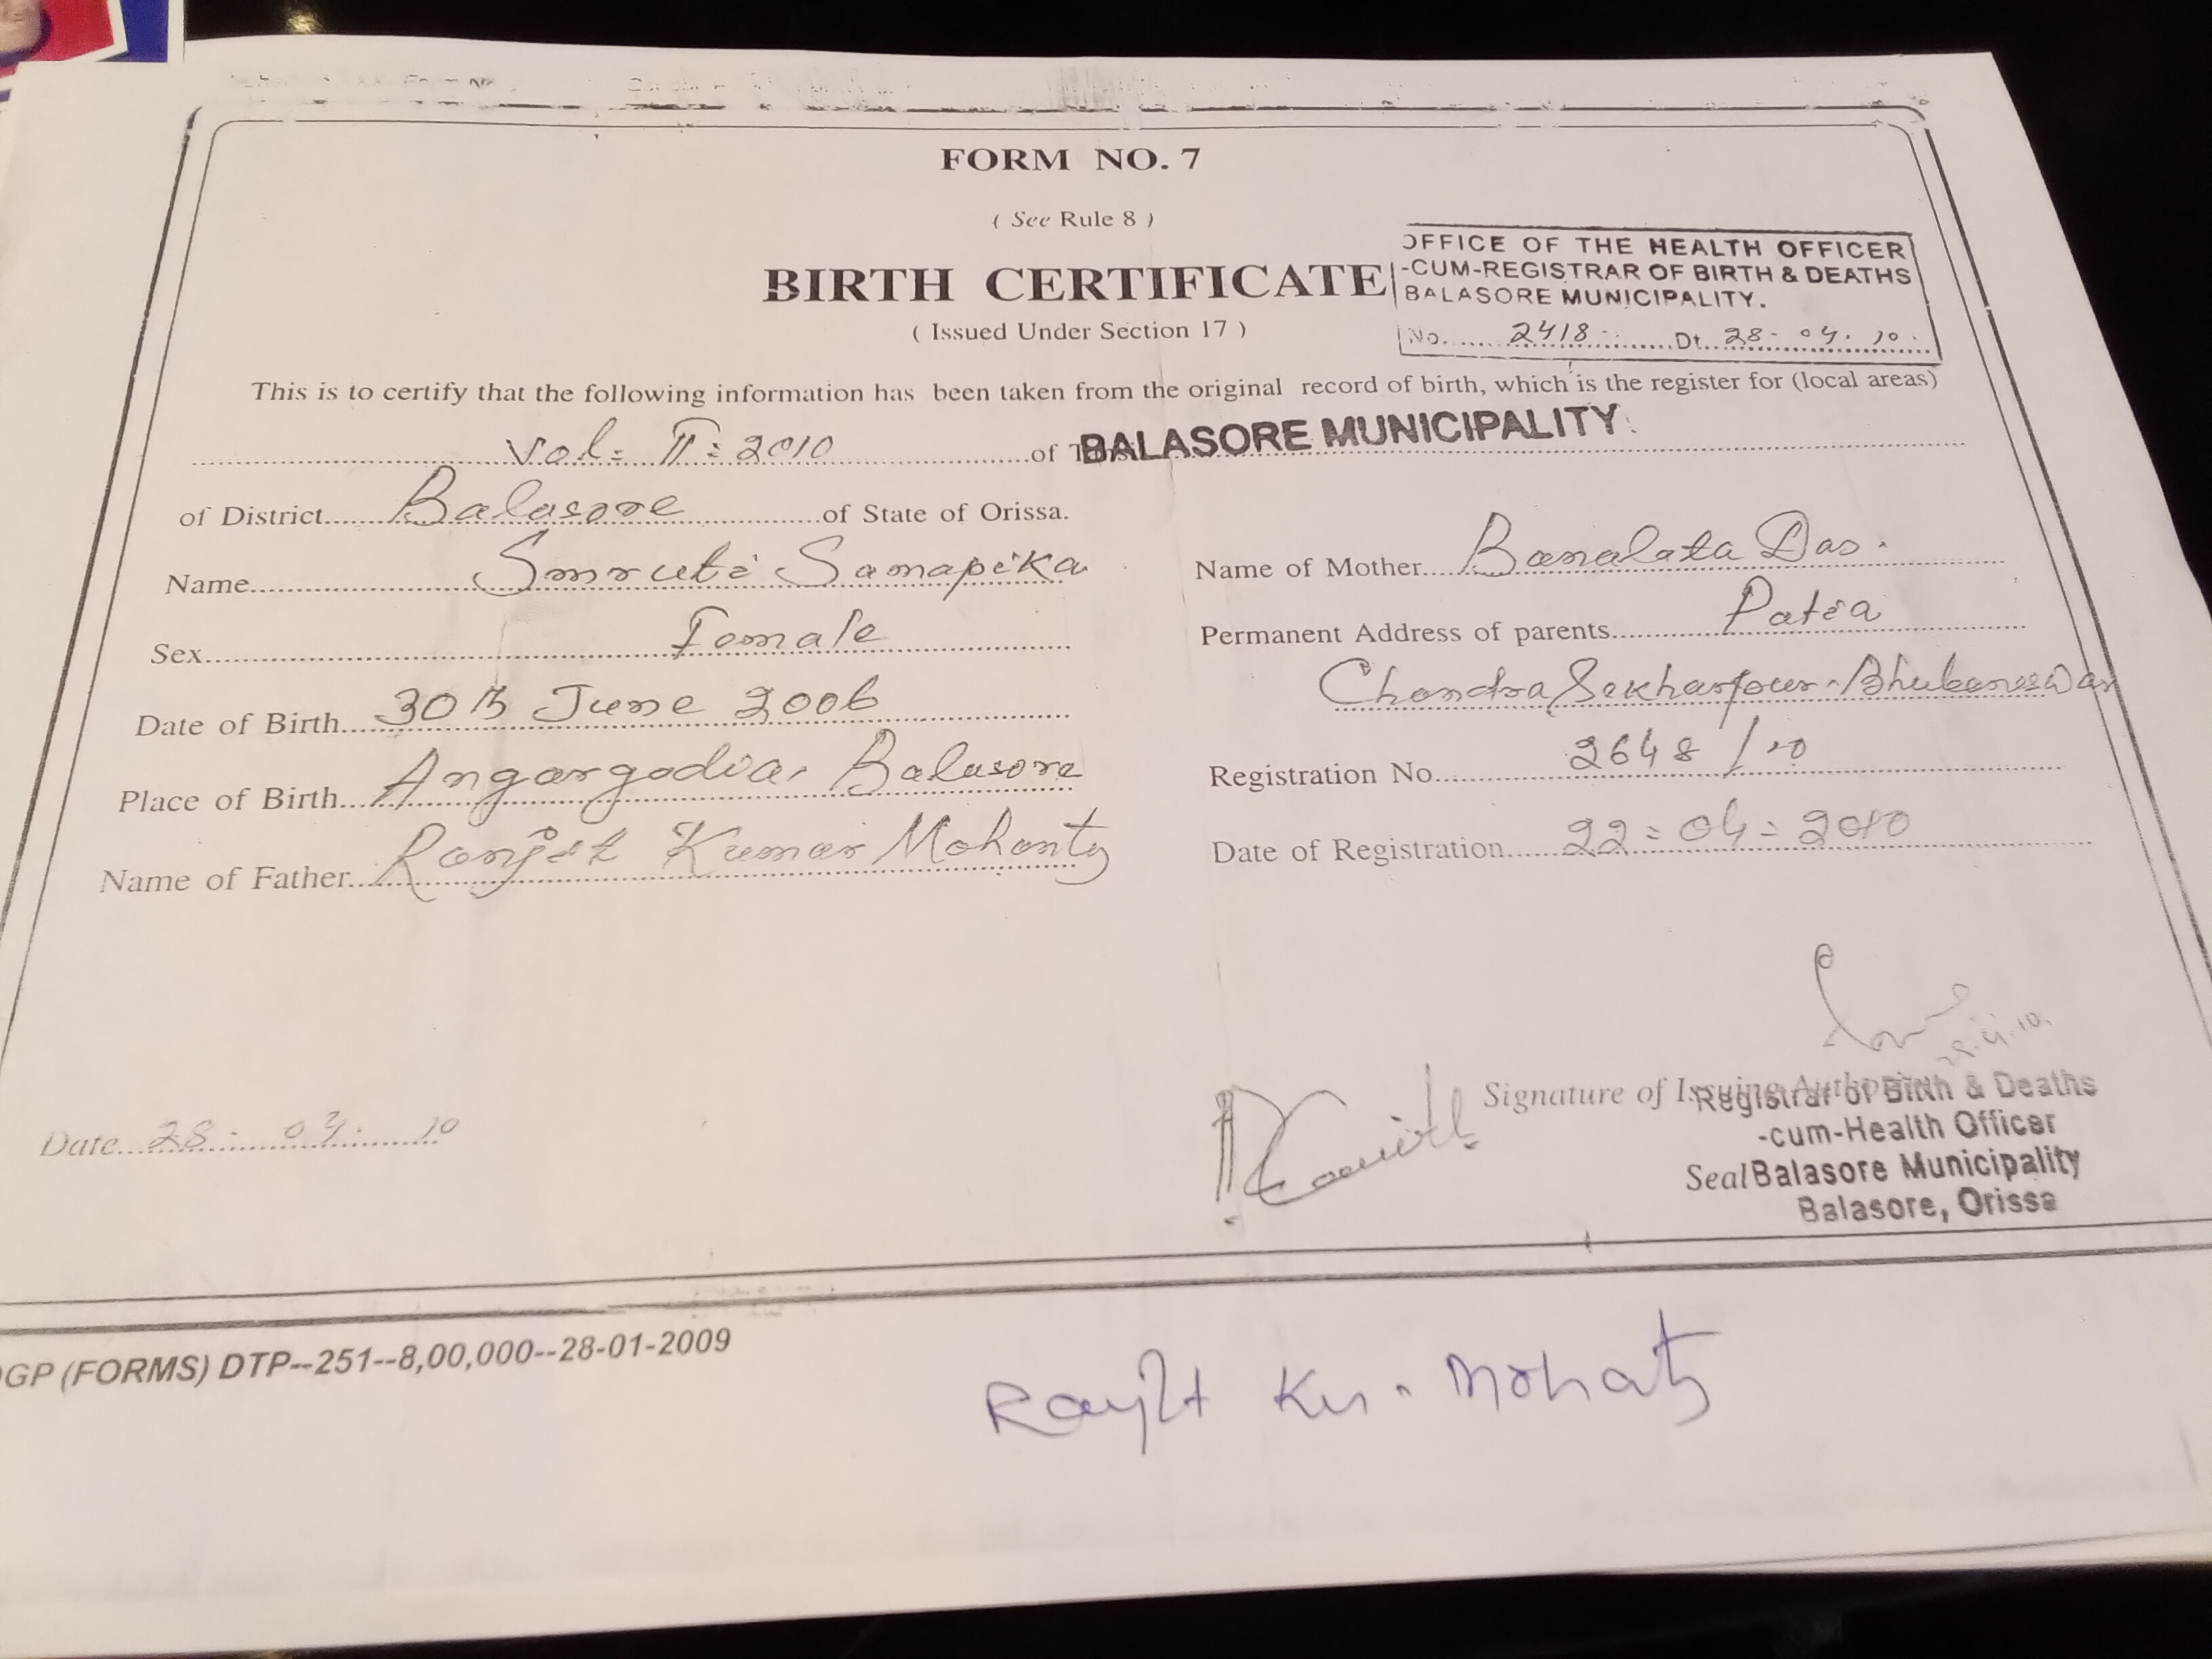 FORM NO. 7
( See Rule 8 )
BIRTH CERTIFICATE
( Issued Under Section 17 )
OFFICE OF THE HEALTH OFFICER
-CUM-REGISTRAR OF BIRTH & DEATHS
BALASORE MUNICIPALITY.
No. 2418 Dt. 28-04.10
This is to certify that the following information has been taken from the original record of birth, which is the register for (local areas)
Vol= II= 2010 of BALASORE MUNICIPALITY.
of District Balasore of State of Orissa.
Name Smruti Samapika
Sex Female
Date of Birth 30th June 2006
Place of Birth Angargadia, Balasore
Name of Father Ranjit Kumar Mohanty
Name of Mother Banalata Das.
Permanent Address of parents Patia
Chandra Sekharpur-Bhubaneswar
Registration No. 2648/10
Date of Registration 22=04=2010
Signature of Issuing Authority
Registrar of Birth & Deaths
-cum-Health Officer
Seal Balasore Municipality
Balasore, Orissa
Date 28. 04. 10
GP (FORMS) DTP--251--8,00,000--28-01-2009
Ranjit Ku. Mohanty